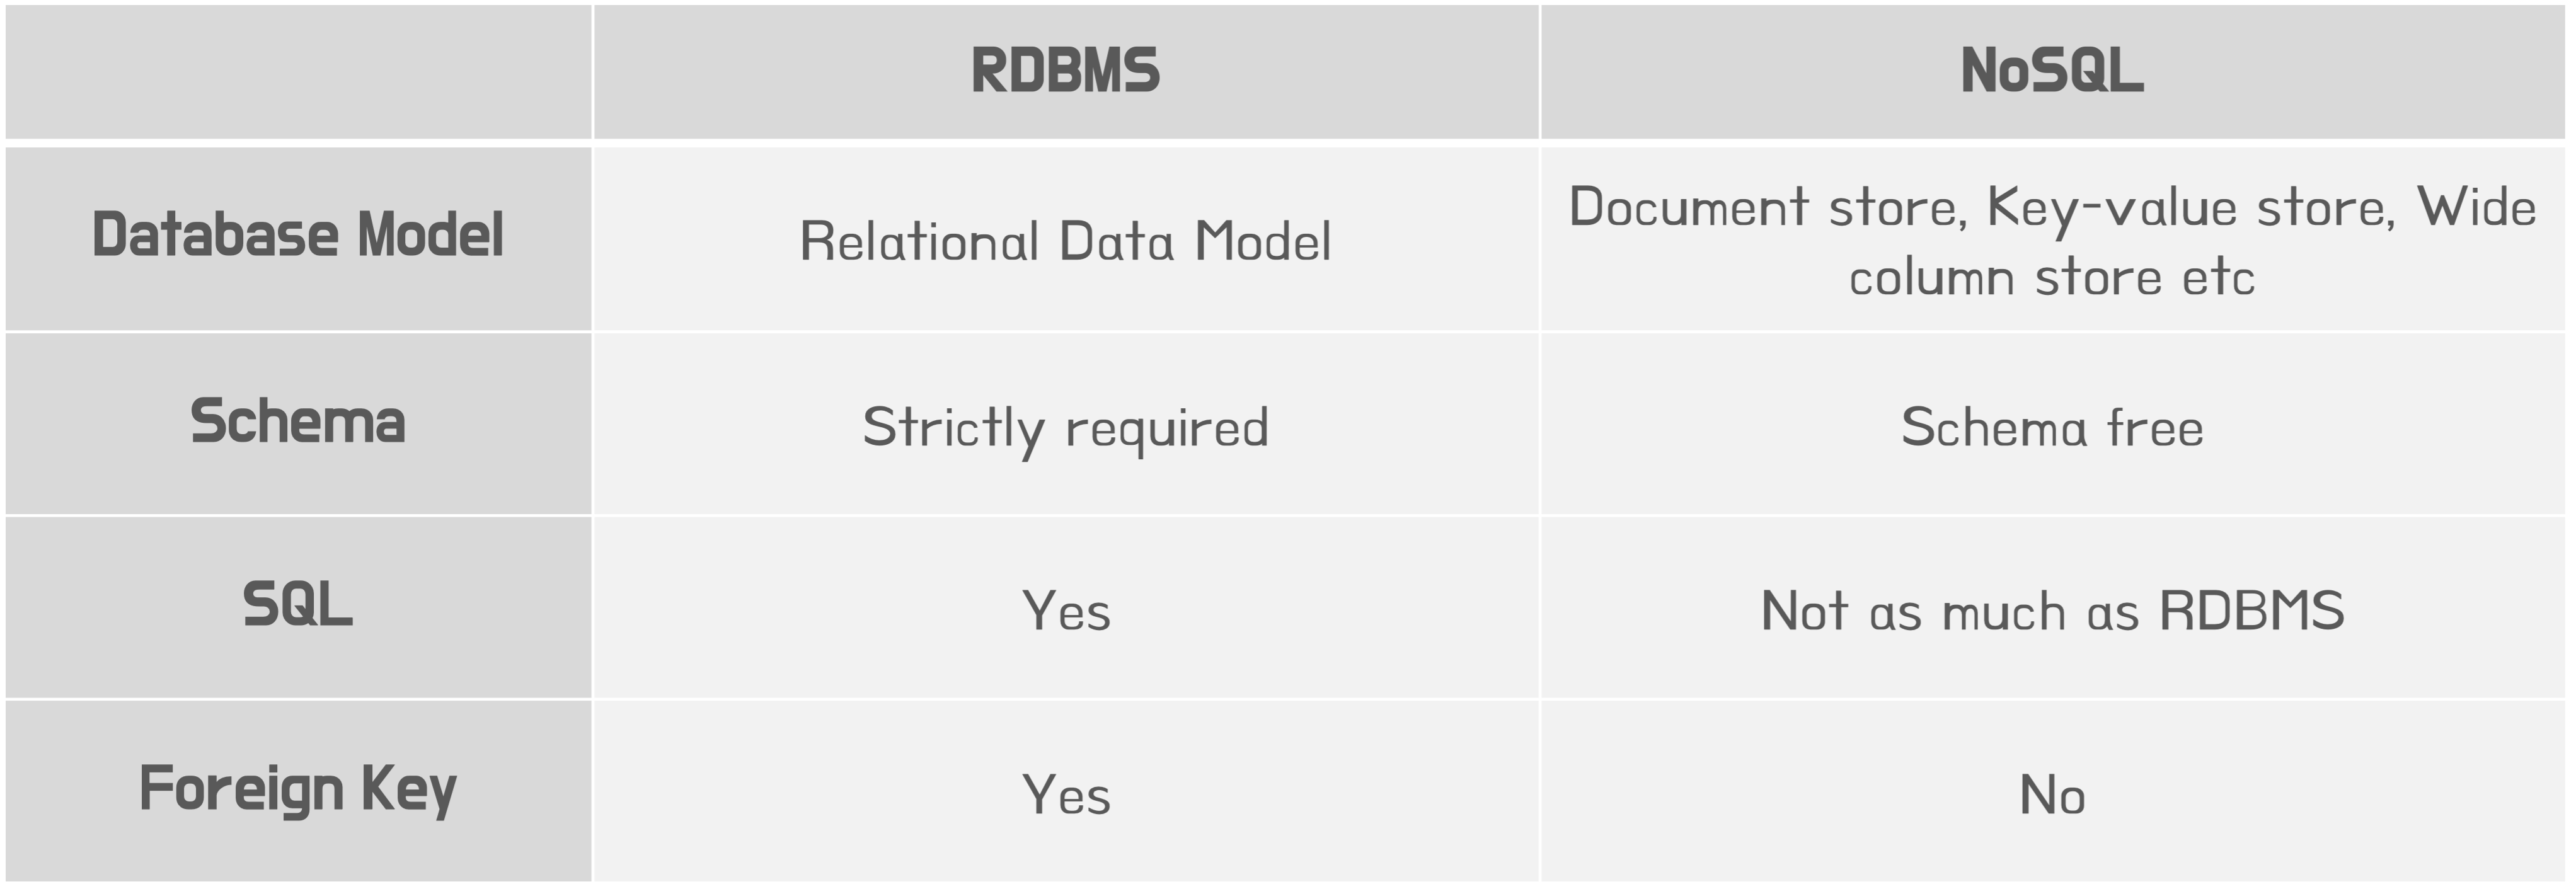 RDBMS
NoSQL
Database Model
Relational Data Model
Document store, Key-value store, Wide
column store etc
Schema
Strictly required
Schema free
SQL
Yes
Not as much as RDBMS
Foreign Key
Yes
No